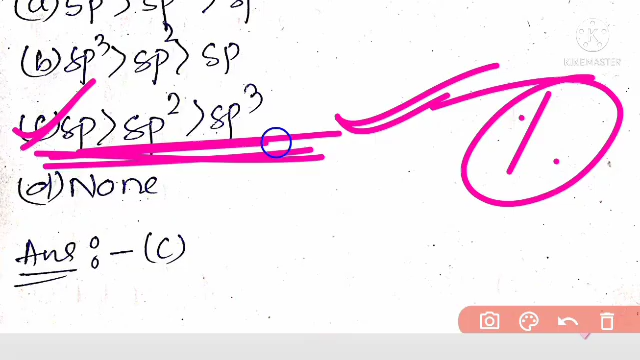 (b) sp³ > sp² > sp
KINEMASTER
(c) sp > sp² > sp³
(d) None
Ans :- (C)